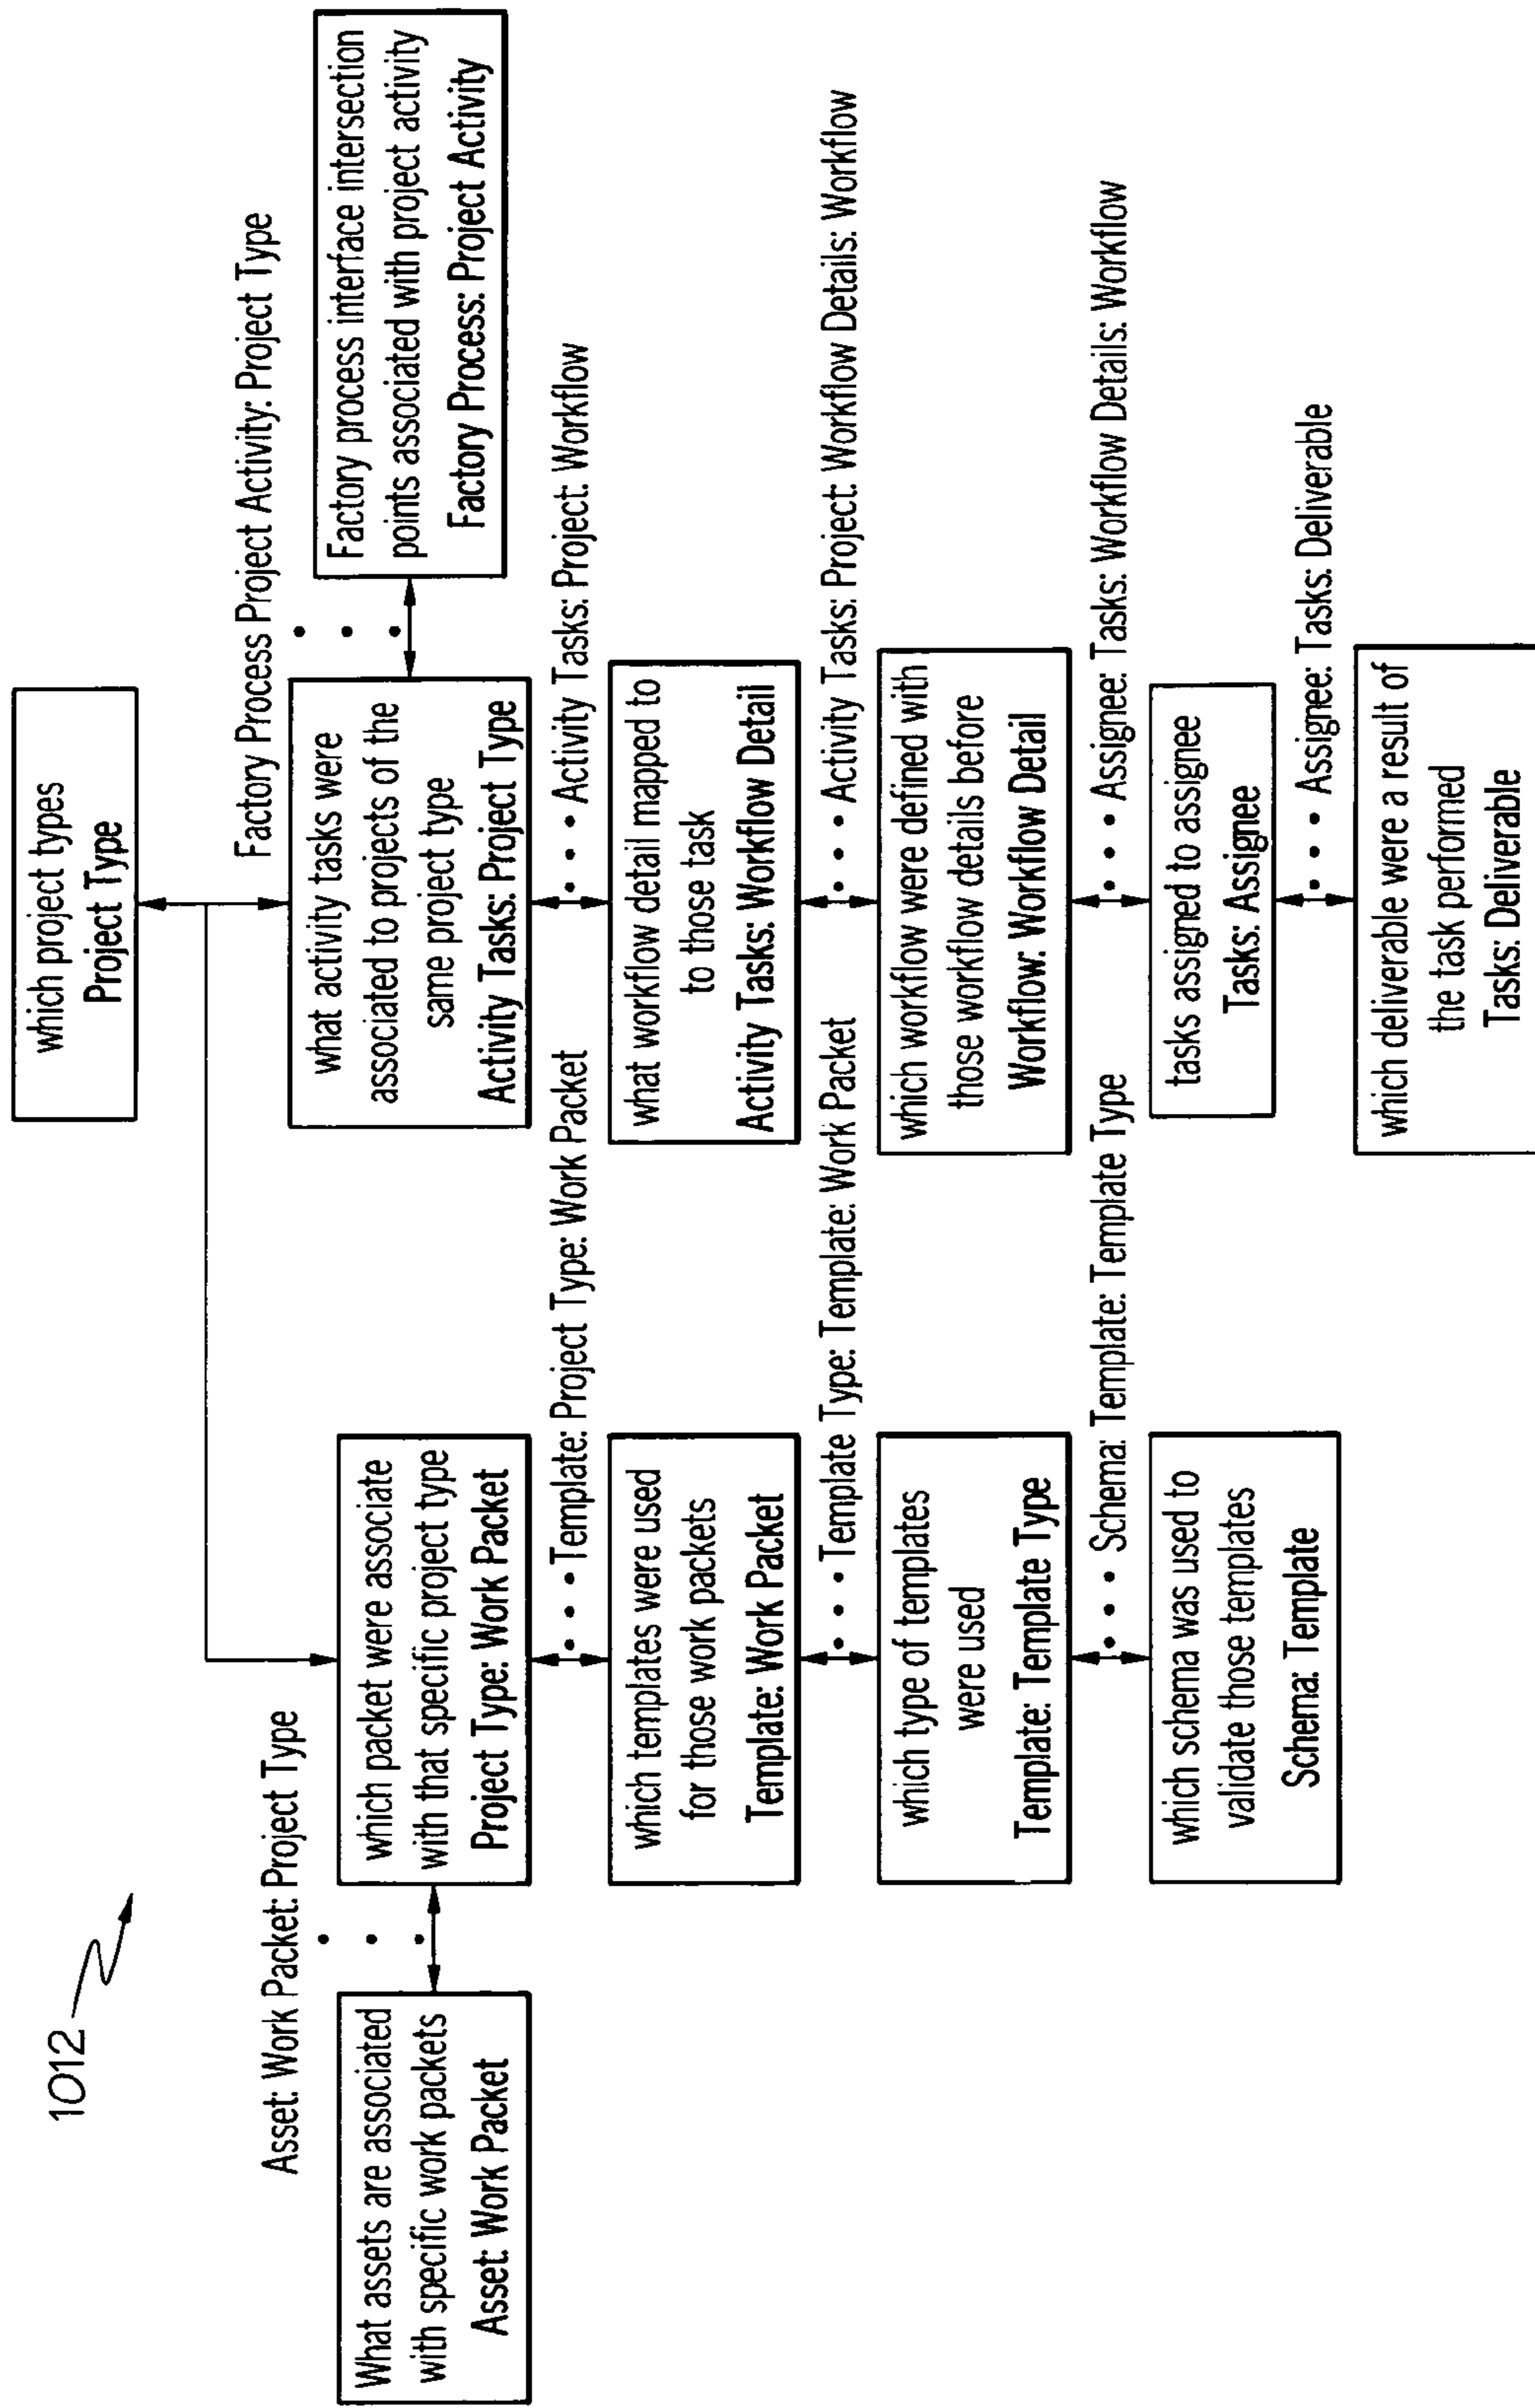 1012
which project types
Project Type
Asset: Work Packet: Project Type
Factory Process Project Activity: Project Type
What assets are associated
with specific work packets
Asset: Work Packet
which packet were associate
with that specific project type
Project Type: Work Packet
what activity tasks were
associated to projects of the
same project type
Activity Tasks: Project Type
Factory process interface intersection
points associated with project activity
Factory Process: Project Activity
Template: Project Type: Work Packet
Activity Tasks: Project: Workflow
which templates were used
for those work packets
Template: Work Packet
what workflow detail mapped to
to those task
Activity Tasks: Workflow Detail
Template Type: Template: Work Packet
Activity Tasks: Project: Workflow Details: Workflow
which type of templates
were used
Template: Template Type
which workflow were defined with
those workflow details before
Workflow: Workflow Detail
Schema: Template: Template Type
Assignee: Tasks: Workflow Details: Workflow
which schema was used to
validate those templates
Schema: Template
tasks assigned to assignee
Tasks: Assignee
Assignee: Tasks: Deliverable
which deliverable were a result of
the task performed
Tasks: Deliverable